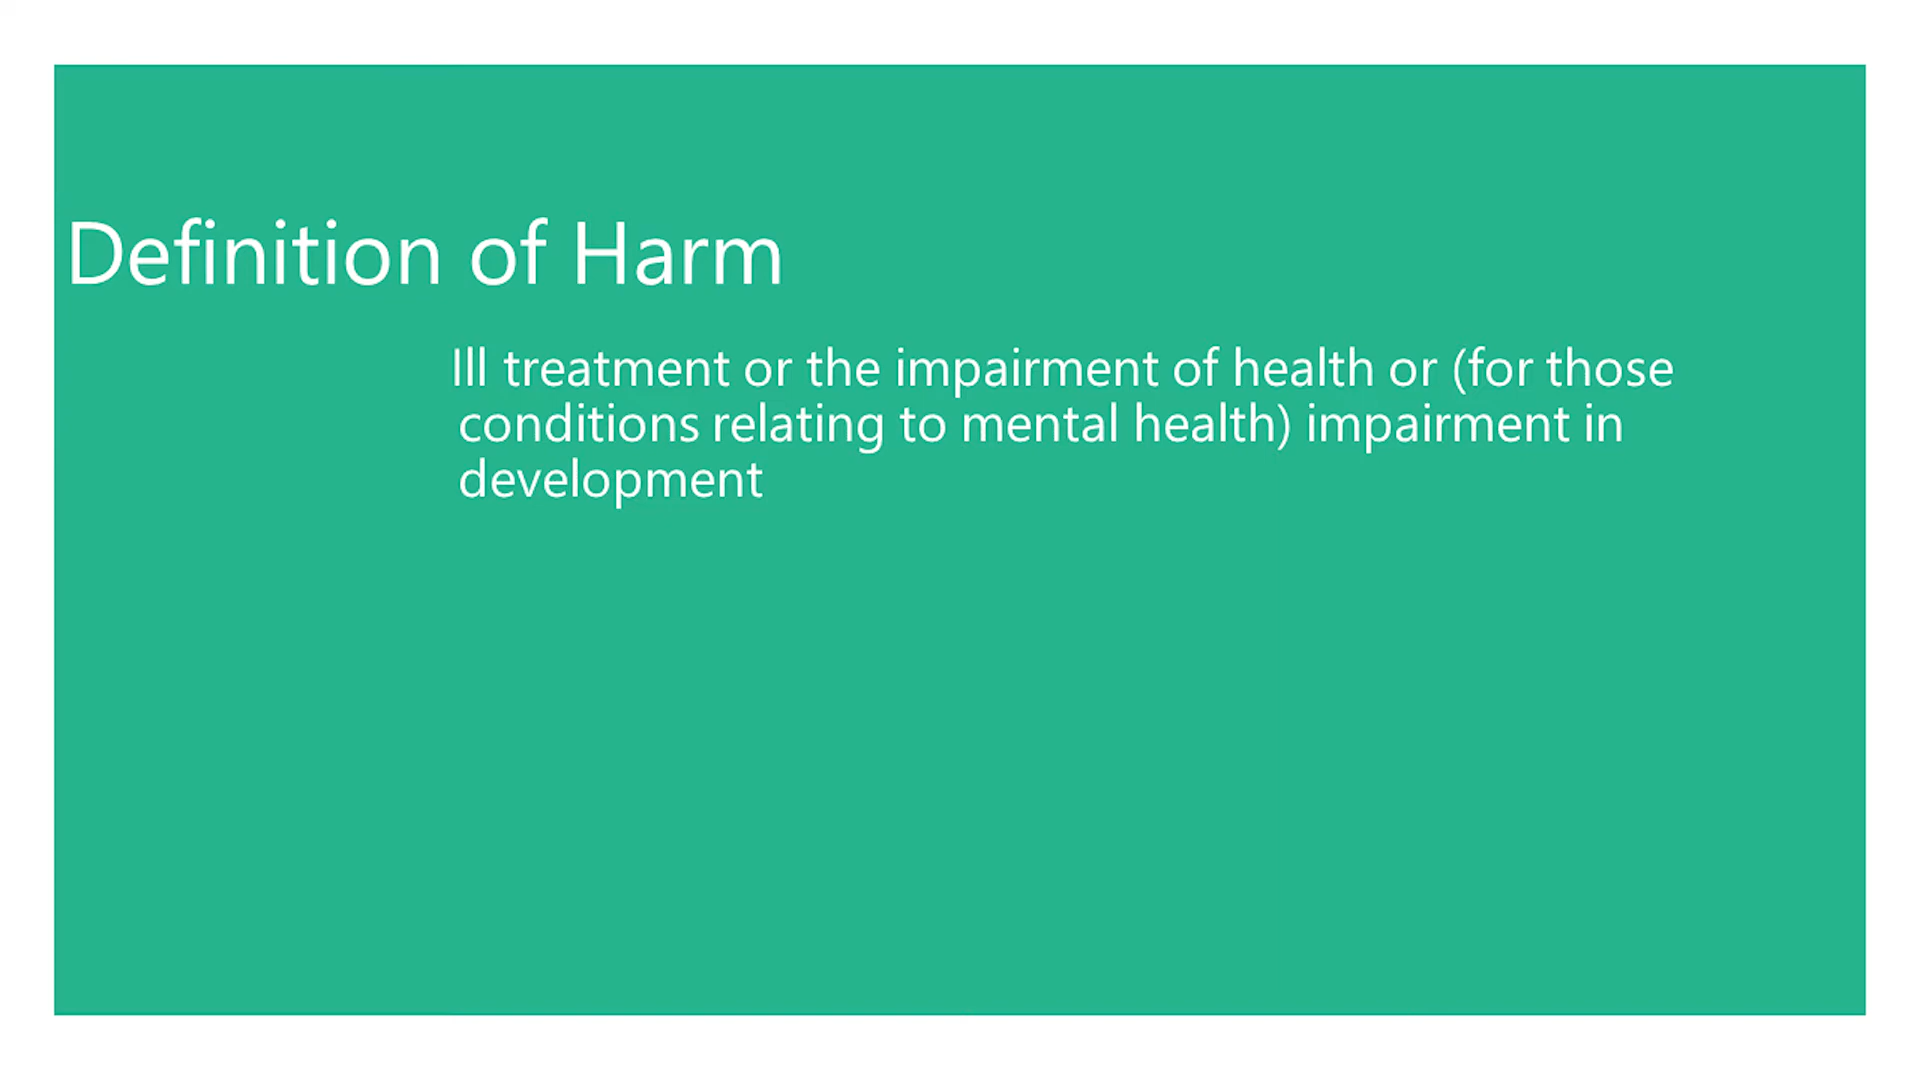 Definition of Harm
Ill treatment or the impairment of health or (for those
conditions relating to mental health) impairment in
development